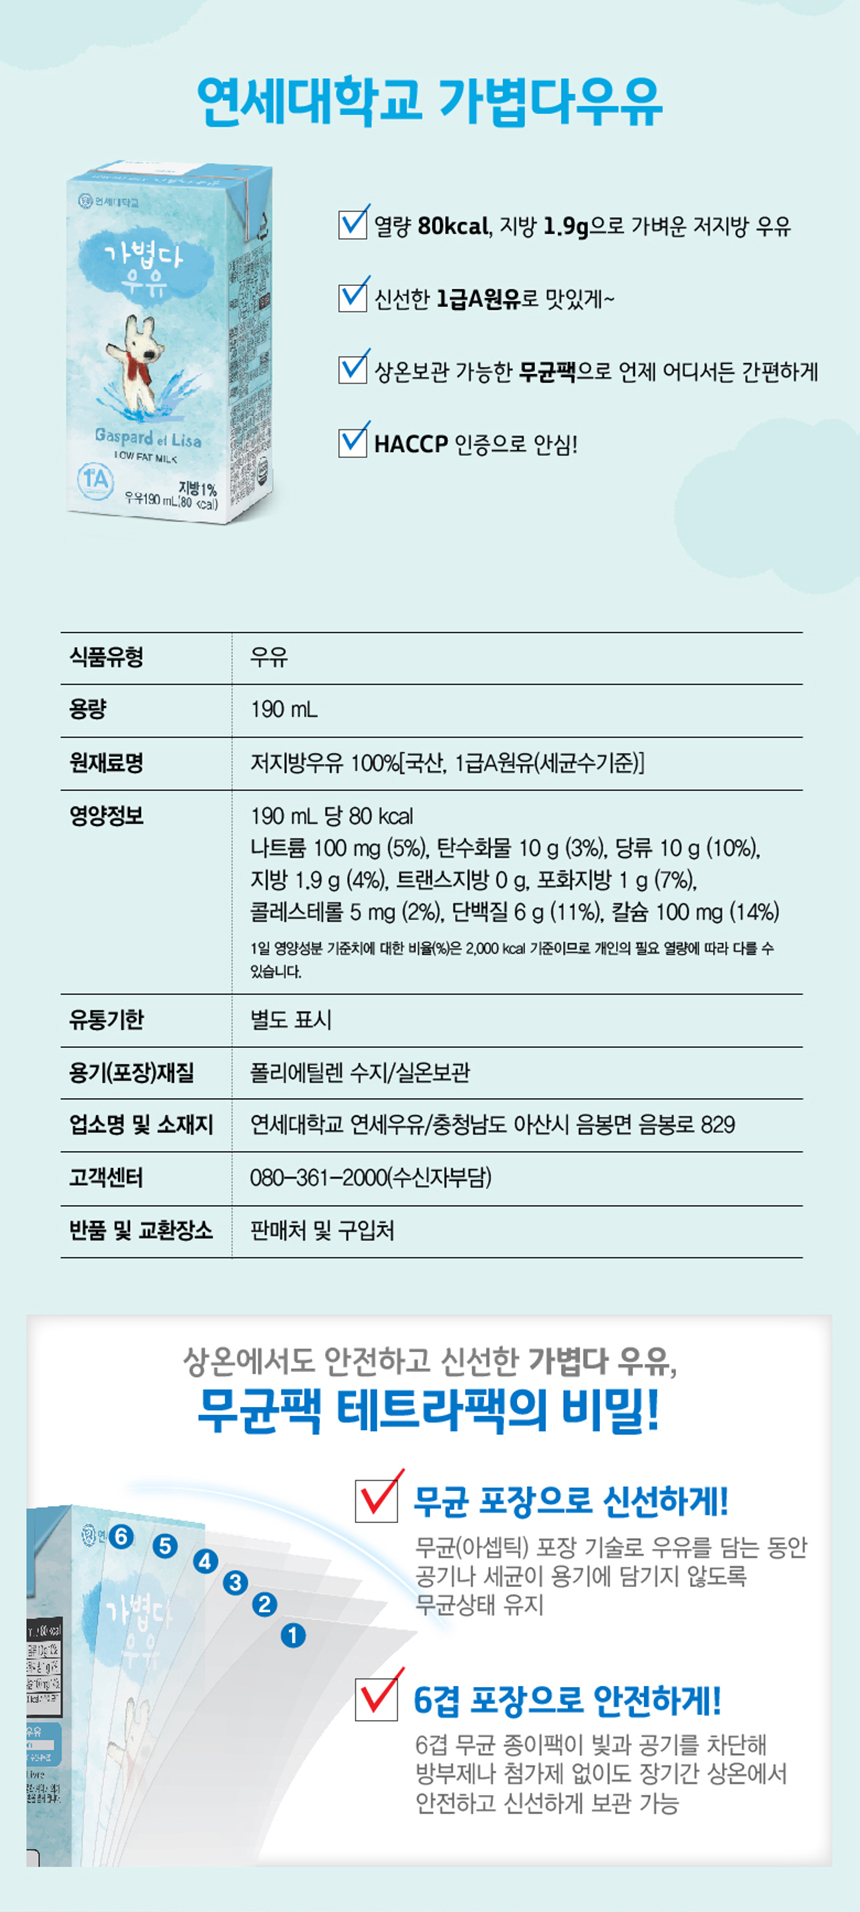 연세대학교 가볍다우유
연세대학교
가볍다
우유
Gaspard et Lisa
LOW FAT MILK
1급A
지방1%
우유190 mL(80 kcal)
열량 80kcal, 지방 1.9g으로 가벼운 저지방 우유
신선한 1급A원유로 맛있게~
상온보관 가능한 무균팩으로 언제 어디서든 간편하게
HACCP 인증으로 안심!
식품유형 우유
용량 190 mL
원재료명 저지방우유 100%[국산, 1급A원유(세균수기준)]
영양정보 190 mL 당 80 kcal
나트륨 100 mg (5%), 탄수화물 10 g (3%), 당류 10 g (10%),
지방 1.9 g (4%), 트랜스지방 0 g, 포화지방 1 g (7%),
콜레스테롤 5 mg (2%), 단백질 6 g (11%), 칼슘 100 mg (14%)
1일 영양성분 기준치에 대한 비율(%)은 2,000 kcal 기준이므로 개인의 필요 열량에 따라 다를 수
있습니다.
유통기한 별도 표시
용기(포장)재질 폴리에틸렌 수지/실온보관
업소명 및 소재지 연세대학교 연세우유/충청남도 아산시 음봉면 음봉로 829
고객센터 080-361-2000(수신자부담)
반품 및 교환장소 판매처 및 구입처
상온에서도 안전하고 신선한 가볍다 우유,
무균팩 테트라팩의 비밀!
6 5 4 3 2 1
가볍다
우유
무균 포장으로 신선하게!
무균(아셉틱) 포장 기술로 우유를 담는 동안
공기나 세균이 용기에 담기지 않도록
무균상태 유지
6겹 포장으로 안전하게!
6겹 무균 종이팩이 빛과 공기를 차단해
방부제나 첨가제 없이도 장기간 상온에서
안전하고 신선하게 보관 가능